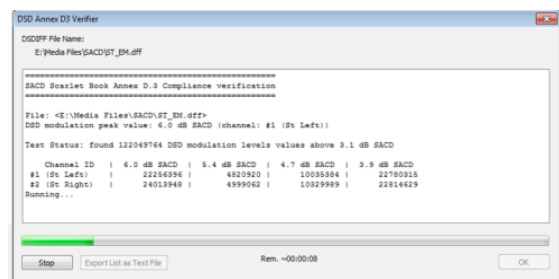 DSD Annex D3 Verifier
DSDIFF File Name:
E:\Media Files\SACD\ST_EM.dff
==================================================
SACD Scarlet Book Annex D.3 Compliance verification
==================================================
File: <E:\Media Files\SACD\ST_EM.dff>
DSD modulation peak value: 6.0 dB SACD (channel: #1 (St Left))
Test Status: found 122049764 DSD modulation levels values above 3.1 dB SACD
Channel ID | 6.0 dB SACD | 5.4 dB SACD | 4.7 dB SACD | 3.9 dB SACD
#1 (St Left) | 22256396 | 4820920 | 10035384 | 22780315
#2 (St Right) | 24013948 | 4999062 | 10329989 | 22814629
Running...
Stop Export List as Text File Rem. ~00:00:08 OK